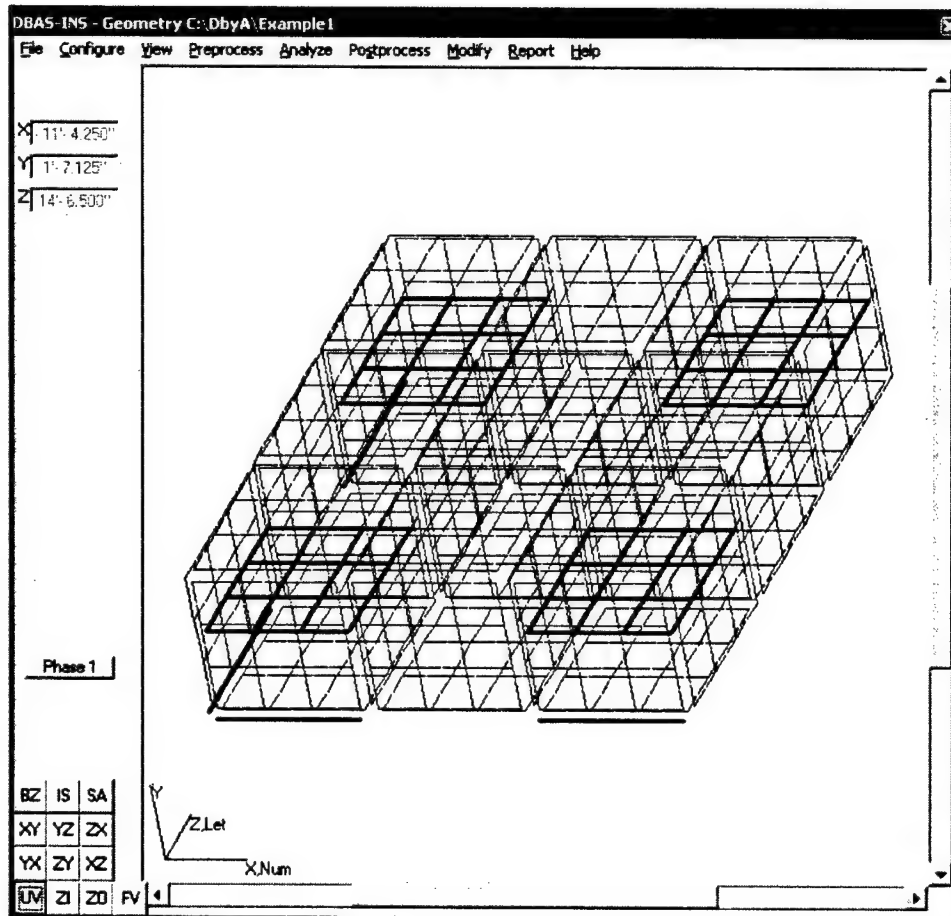 DBAS-INS - Geometry C:\DbyA\Example1
File Configure View Preprocess Analyze Postprocess Modify Report Help
X -11'- 4.250"
Y 1'- 7.125"
Z 14'- 6.500"
Phase 1
BZ IS SA
XY YZ ZX
YX ZY XZ
UV ZI ZO FV
Y
Z,Let
X,Num